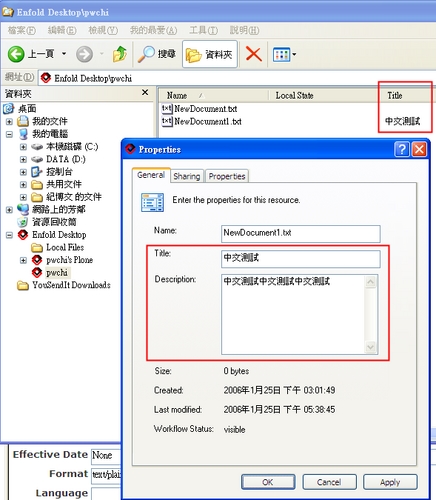 Enfold Desktop\pwchi
檔案(F) 編輯(E) 檢視(V) 我的最愛(A) 工具(T) 說明(H)
上一頁 搜尋 資料夾
網址(D) Enfold Desktop\pwchi
資料夾
Name Local State Title
桌面
我的文件
我的電腦
本機磁碟 (C:)
DATA (D:)
控制台
共用文件
紀博文 的文件
網路上的芳鄰
資源回收筒
Enfold Desktop
Local Files
pwchi's Plone
pwchi
YouSendIt Downloads
NewDocument.txt
NewDocument1.txt 中文測試
Properties
General Sharing Properties
Enter the properties for this resource.
Name: NewDocument1.txt
Title: 中文測試
Description: 中文測試中文測試中文測試
Size: 0 bytes
Created: 2006年1月25日 下午 03:01:49
Last modified: 2006年1月25日 下午 05:38:45
Workflow Status: visible
OK Cancel Apply
Effective Date None
Format text/plain
Language